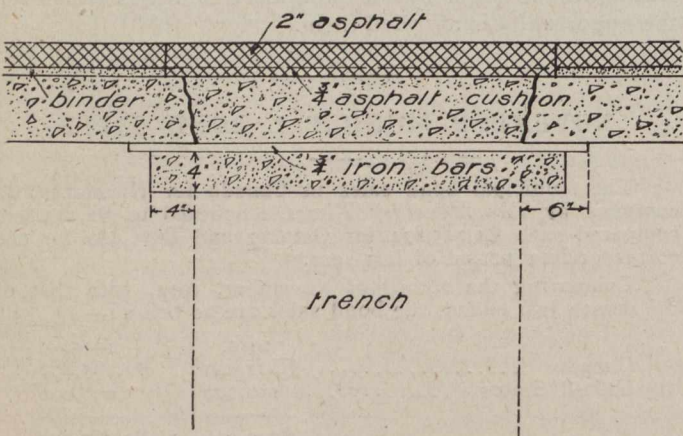 2" asphalt
binder
¾" asphalt cushion
¾" iron bars
4
4"
6"
trench